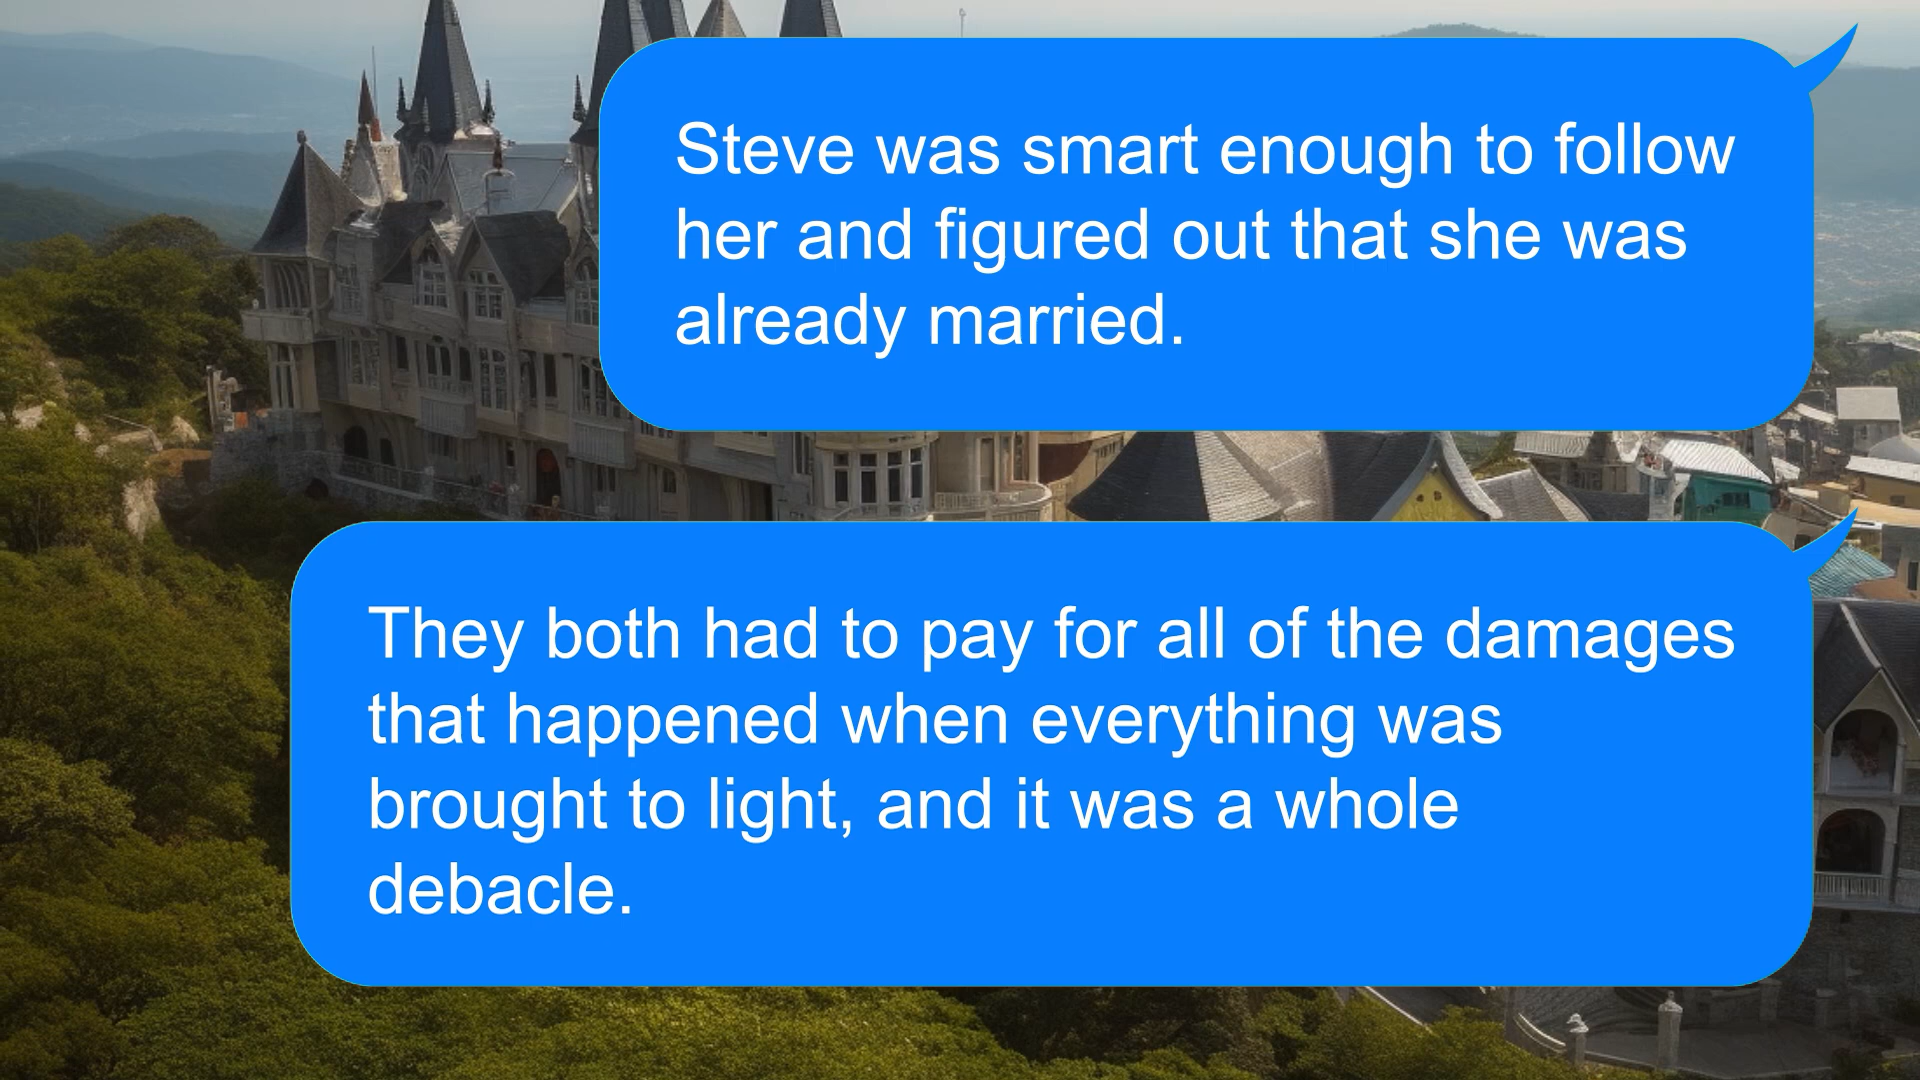 Steve was smart enough to follow
her and figured out that she was
already married.
They both had to pay for all of the damages
that happened when everything was
brought to light, and it was a whole
debacle.